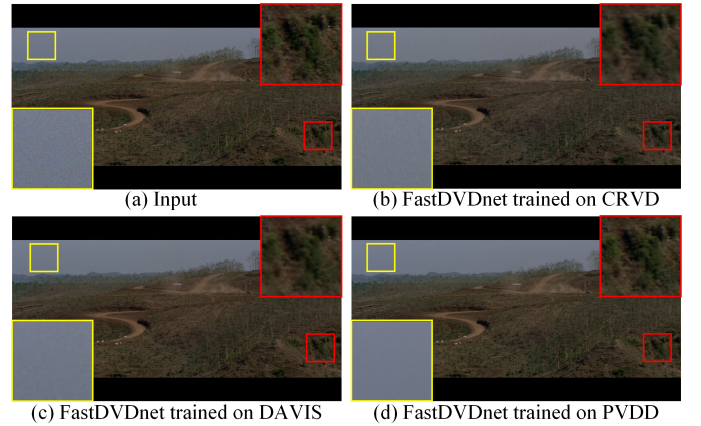 (a) Input
(b) FastDVDnet trained on CRVD
(c) FastDVDnet trained on DAVIS
(d) FastDVDnet trained on PVDD